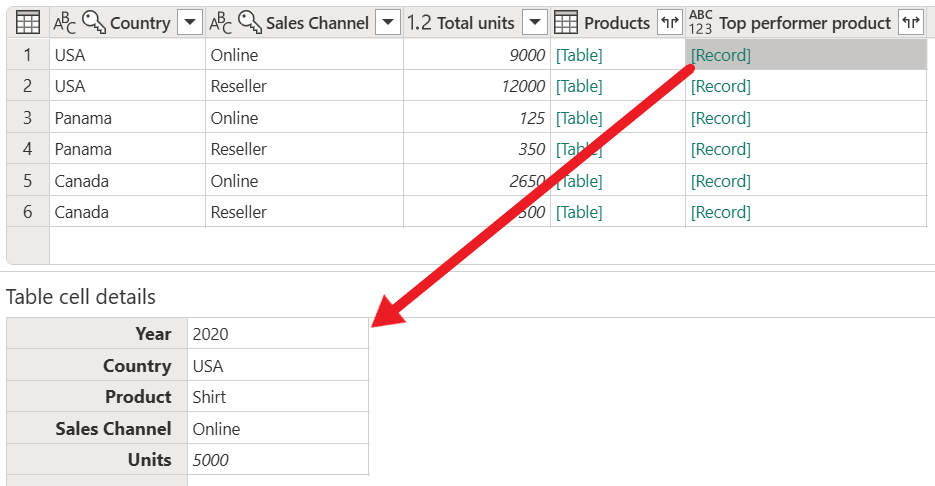 ABC Country ABC Sales Channel 1.2 Total units Products ABC 123 Top performer product
1 USA Online 9000 [Table] [Record]
2 USA Reseller 12000 [Table] [Record]
3 Panama Online 125 [Table] [Record]
4 Panama Reseller 350 [Table] [Record]
5 Canada Online 2650 [Table] [Record]
6 Canada Reseller 500 [Table] [Record]
Table cell details
Year 2020
Country USA
Product Shirt
Sales Channel Online
Units 5000